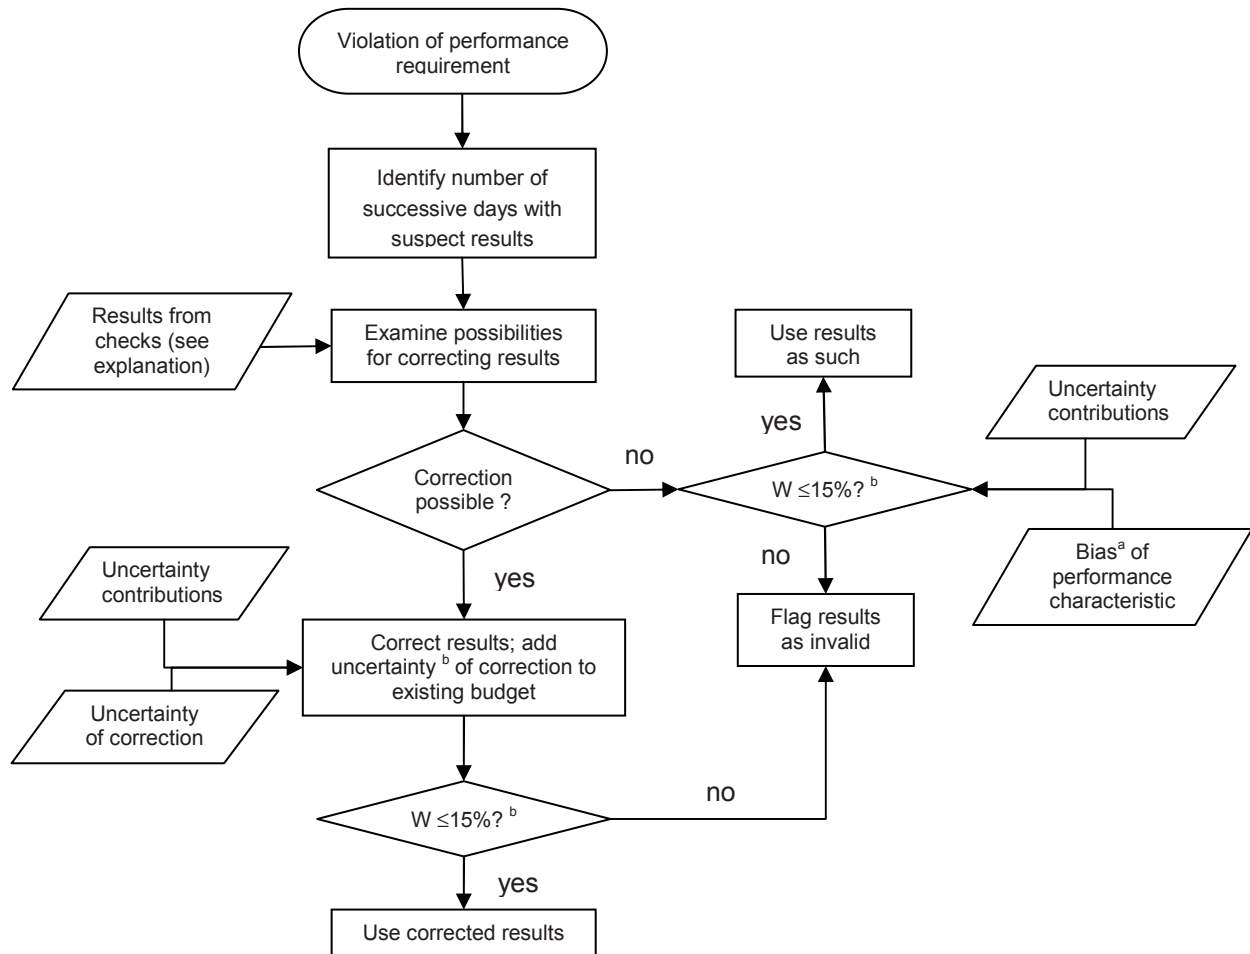 Violation of performance
requirement
Identify number of
successive days with
suspect results
Results from
checks (see
explanation)
Examine possibilities
for correcting results
Use results
as such
Uncertainty
contributions
yes
no
Correction
possible ?
W ≤15%? b
no
Bias a of
performance
characteristic
Uncertainty
contributions
yes
Flag results
as invalid
Correct results; add
uncertainty b of correction to
existing budget
Uncertainty
of correction
no
W ≤15%? b
yes
Use corrected results